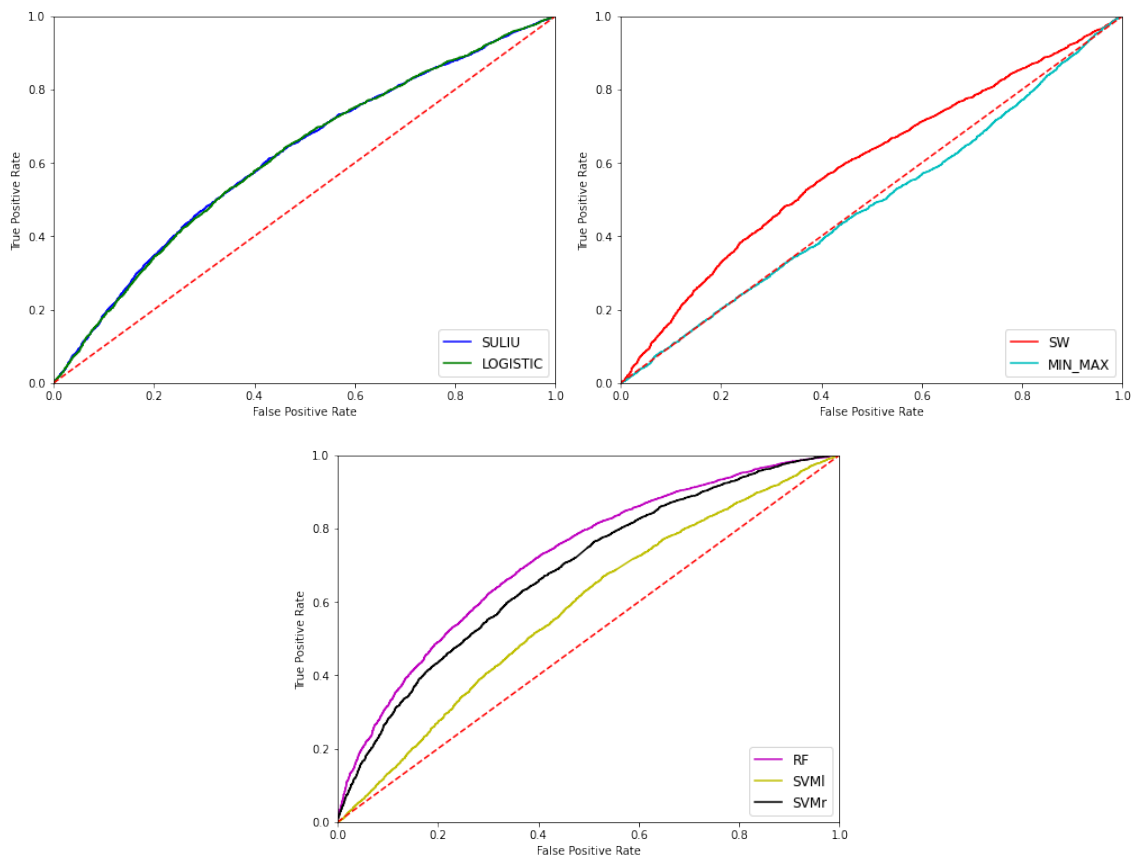 1.0
0.8
0.6
0.4
0.2
0.0
True Positive Rate
SULIU
LOGISTIC
0.0 0.2 0.4 0.6 0.8 1.0
False Positive Rate
1.0
0.8
0.6
0.4
0.2
0.0
True Positive Rate
SW
MIN_MAX
0.0 0.2 0.4 0.6 0.8 1.0
False Positive Rate
1.0
0.8
0.6
0.4
0.2
0.0
True Positive Rate
RF
SVMl
SVMr
0.0 0.2 0.4 0.6 0.8 1.0
False Positive Rate